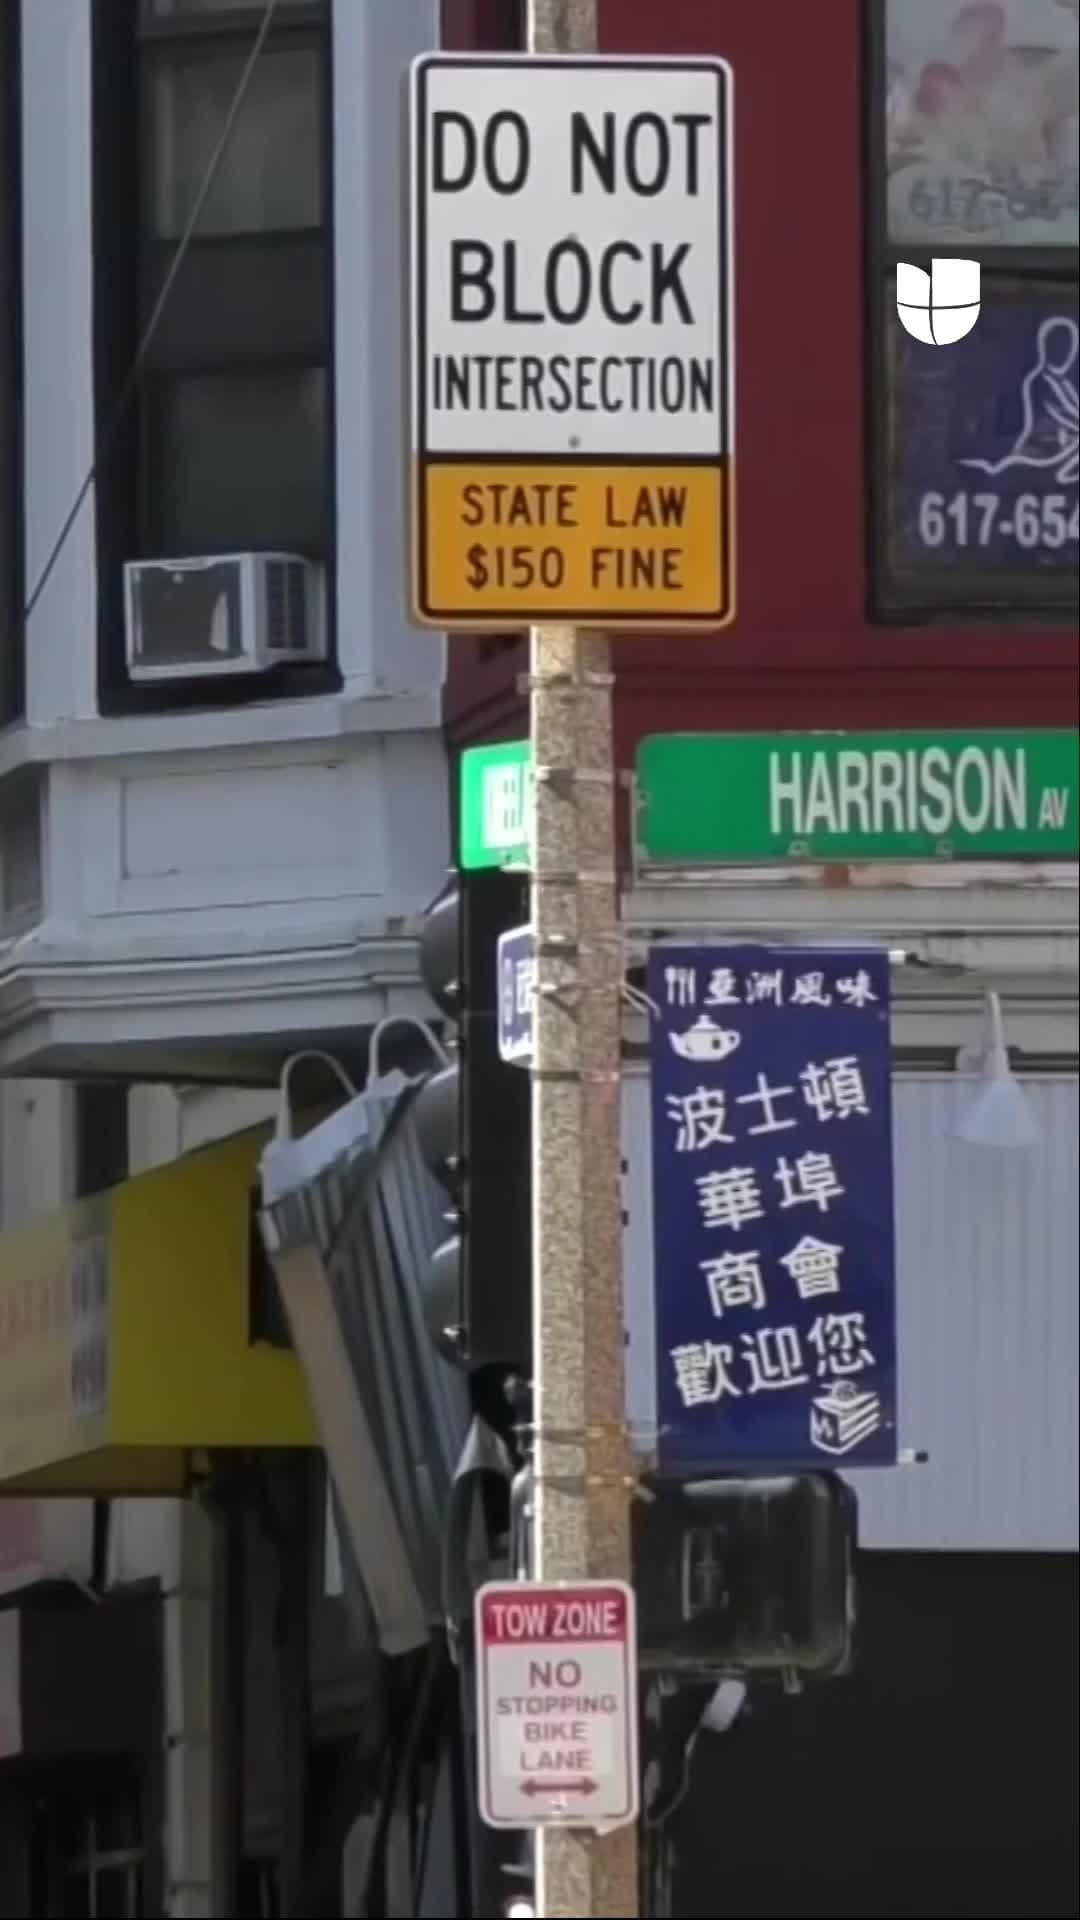 DO NOT
BLOCK
INTERSECTION
STATE LAW
$150 FINE
617-654
HARRISON AV
亞洲風味
波士頓
華埠
商會
歡迎您
TOW ZONE
NO
STOPPING
BIKE
LANE